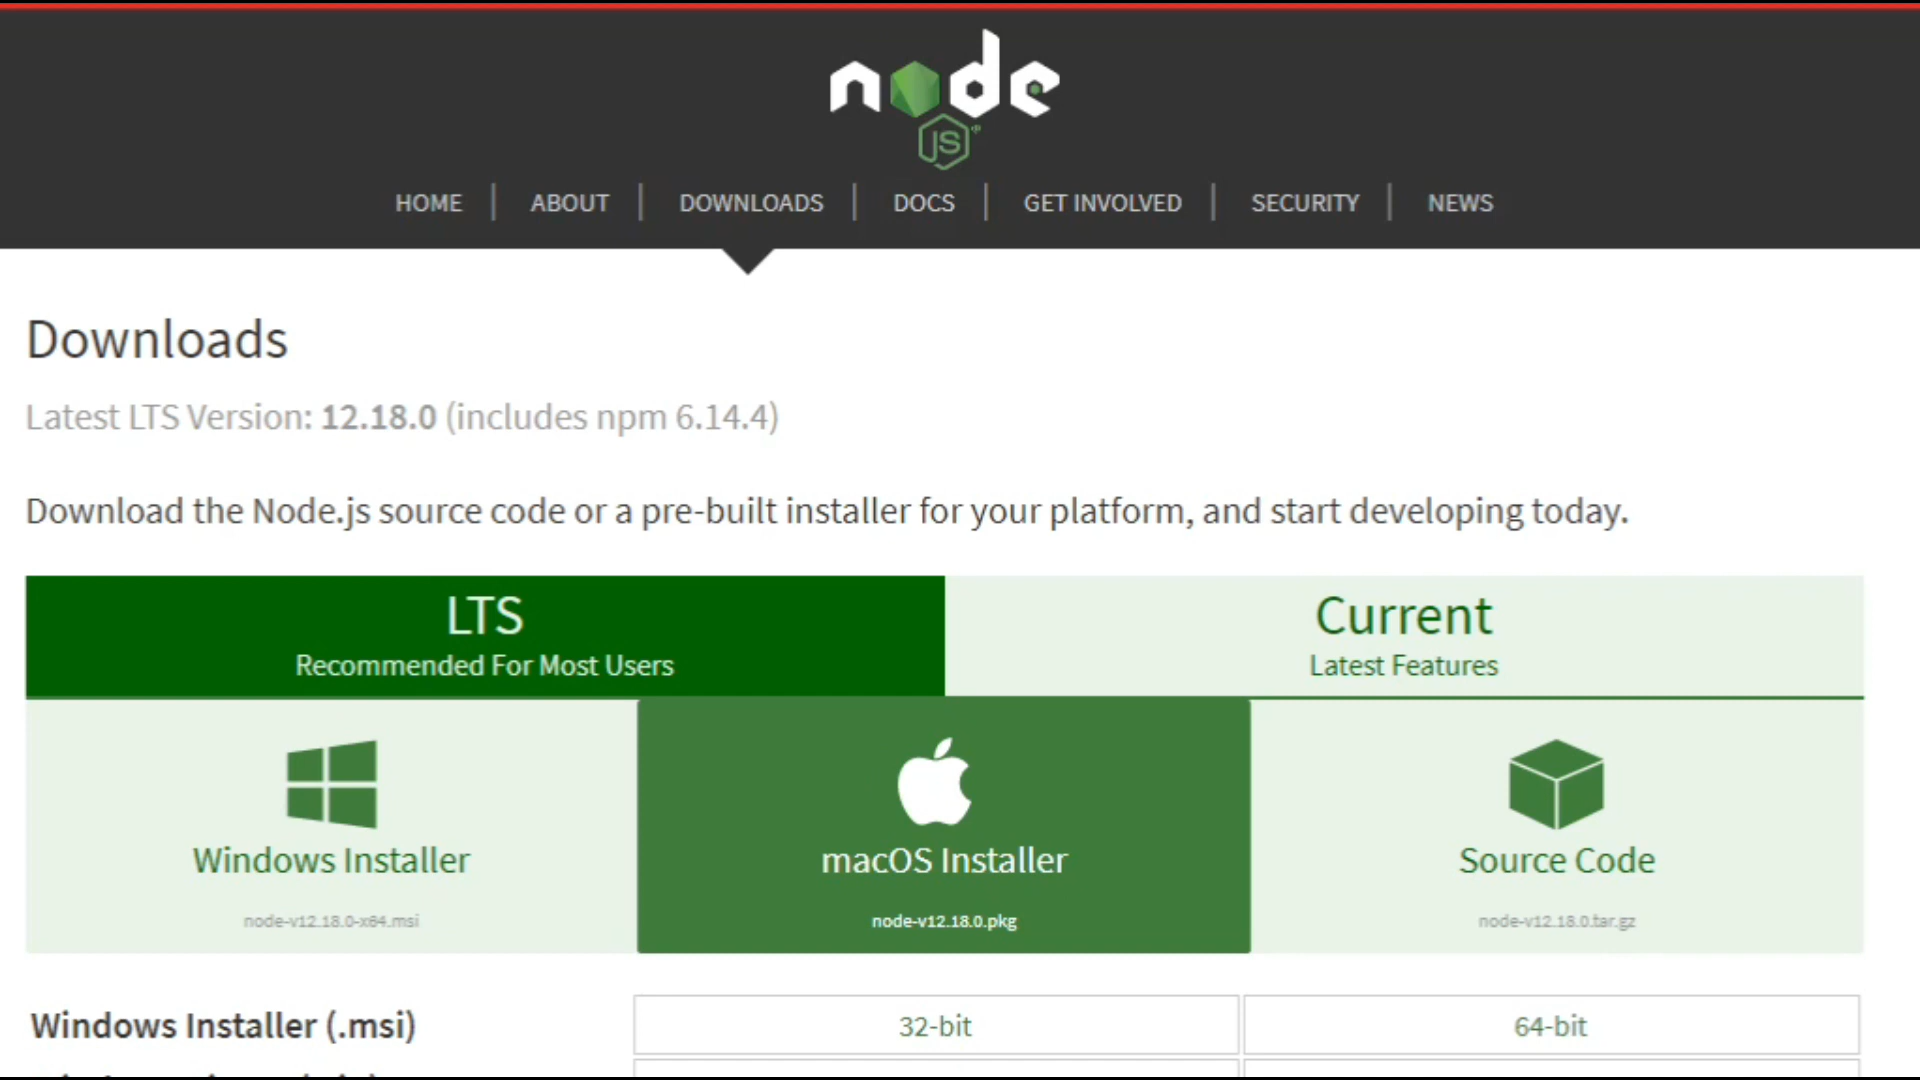 node
JS
HOME | ABOUT | DOWNLOADS | DOCS | GET INVOLVED | SECURITY | NEWS
Downloads
Latest LTS Version: 12.18.0 (includes npm 6.14.4)
Download the Node.js source code or a pre-built installer for your platform, and start developing today.
LTS
Recommended For Most Users
Current
Latest Features
Windows Installer
node-v12.18.0-x64.msi
macOS Installer
node-v12.18.0.pkg
Source Code
node-v12.18.0.tar.gz
Windows Installer (.msi) 32-bit 64-bit